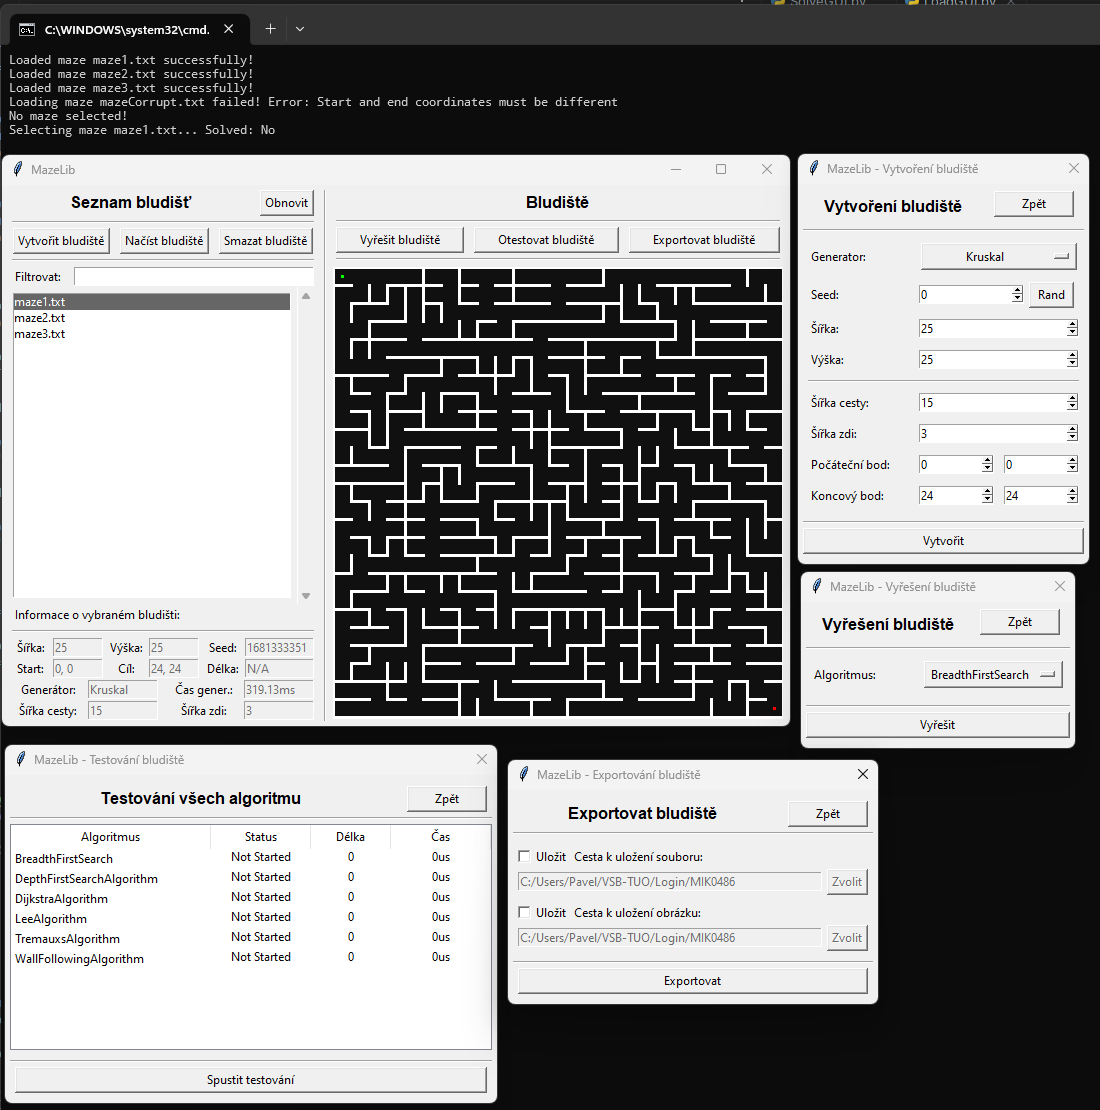 SolveGUI.py
LoadGUI.py
C:\WINDOWS\system32\cmd.
Loaded maze maze1.txt successfully!
Loaded maze maze2.txt successfully!
Loaded maze maze3.txt successfully!
Loading maze mazeCorrupt.txt failed! Error: Start and end coordinates must be different
No maze selected!
Selecting maze maze1.txt... Solved: No
MazeLib
Seznam bludišť
Obnovit
Vytvořit bludiště
Načíst bludiště
Smazat bludiště
Filtrovat:
maze1.txt
maze2.txt
maze3.txt
Informace o vybraném bludišti:
Šířka: 25 Výška: 25 Seed: 1681333351
Start: 0, 0 Cíl: 24, 24 Délka: N/A
Generátor: Kruskal Čas gener.: 319.13ms
Šířka cesty: 15 Šířka zdi: 3
Bludiště
Vyřešit bludiště
Otestovat bludiště
Exportovat bludiště
MazeLib - Vytvoření bludiště
Vytvoření bludiště
Zpět
Generator: Kruskal
Seed: 0 Rand
Šířka: 25
Výška: 25
Šířka cesty: 15
Šířka zdi: 3
Počáteční bod: 0 0
Koncový bod: 24 24
Vytvořit
MazeLib - Vyřešení bludiště
Vyřešení bludiště
Zpět
Algoritmus: BreadthFirstSearch
Vyřešit
MazeLib - Testování bludiště
Testování všech algoritmu
Zpět
Algoritmus Status Délka Čas
BreadthFirstSearch Not Started 0 0us
DepthFirstSearchAlgorithm Not Started 0 0us
DijkstraAlgorithm Not Started 0 0us
LeeAlgorithm Not Started 0 0us
TremauxsAlgorithm Not Started 0 0us
WallFollowingAlgorithm Not Started 0 0us
Spustit testování
MazeLib - Exportování bludiště
Exportovat bludiště
Zpět
Uložit Cesta k uložení souboru:
C:/Users/Pavel/VSB-TUO/Login/MIK0486 Zvolit
Uložit Cesta k uložení obrázku:
C:/Users/Pavel/VSB-TUO/Login/MIK0486 Zvolit
Exportovat